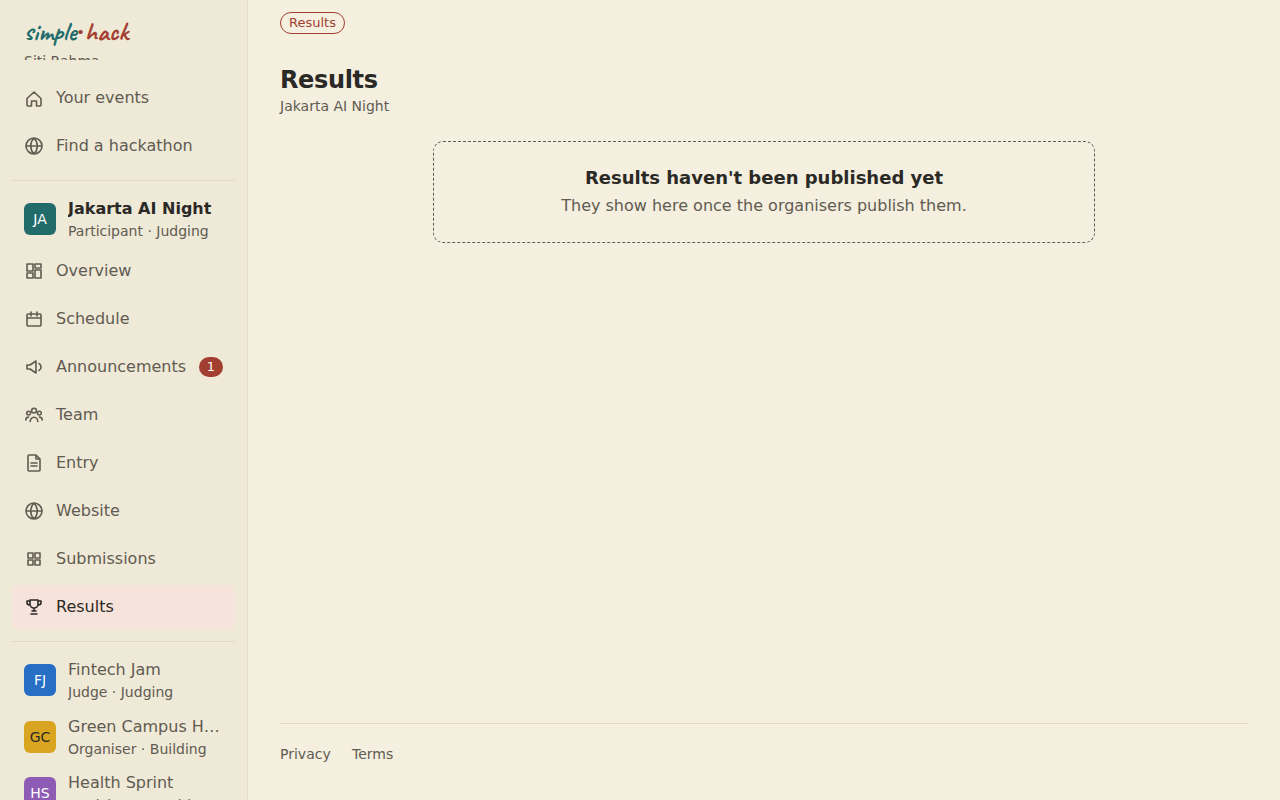 simple·hack
Siti Rahma
Your events
Find a hackathon
JA
Jakarta AI Night
Participant · Judging
Overview
Schedule
Announcements 1
Team
Entry
Website
Submissions
Results
FJ
Fintech Jam
Judge · Judging
GC
Green Campus H…
Organiser · Building
HS
Health Sprint
Results
Results
Jakarta AI Night
Results haven't been published yet
They show here once the organisers publish them.
Privacy
Terms